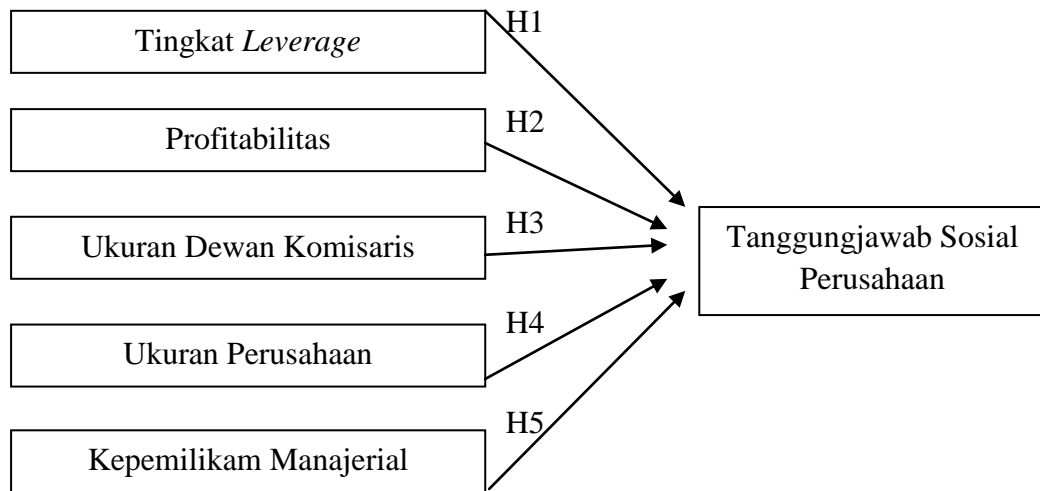 Tingkat Leverage
H1
Profitabilitas
H2
Ukuran Dewan Komisaris
H3
Tanggungjawab Sosial
Perusahaan
Ukuran Perusahaan
H4
Kepemilikam Manajerial
H5